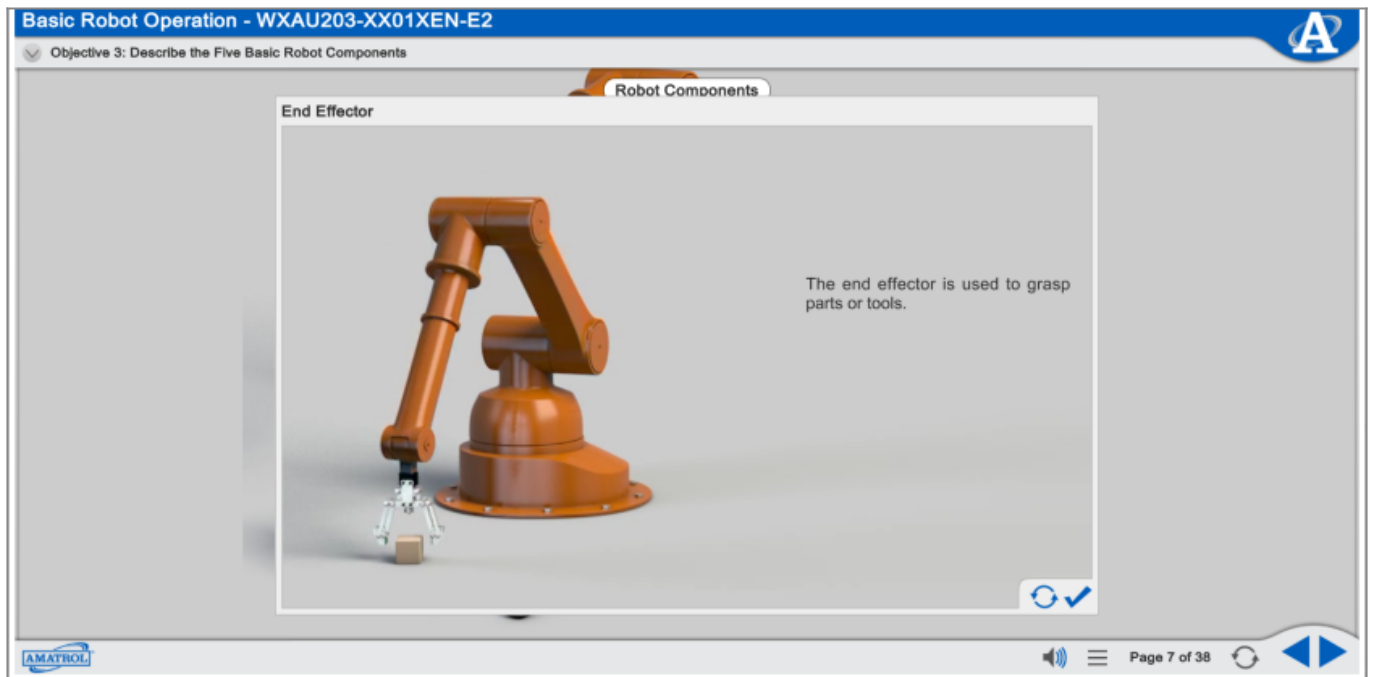 Basic Robot Operation - WXAU203-XX01XEN-E2
Objective 3: Describe the Five Basic Robot Components
Robot Components
End Effector
The end effector is used to grasp
parts or tools.
AMATROL
Page 7 of 38